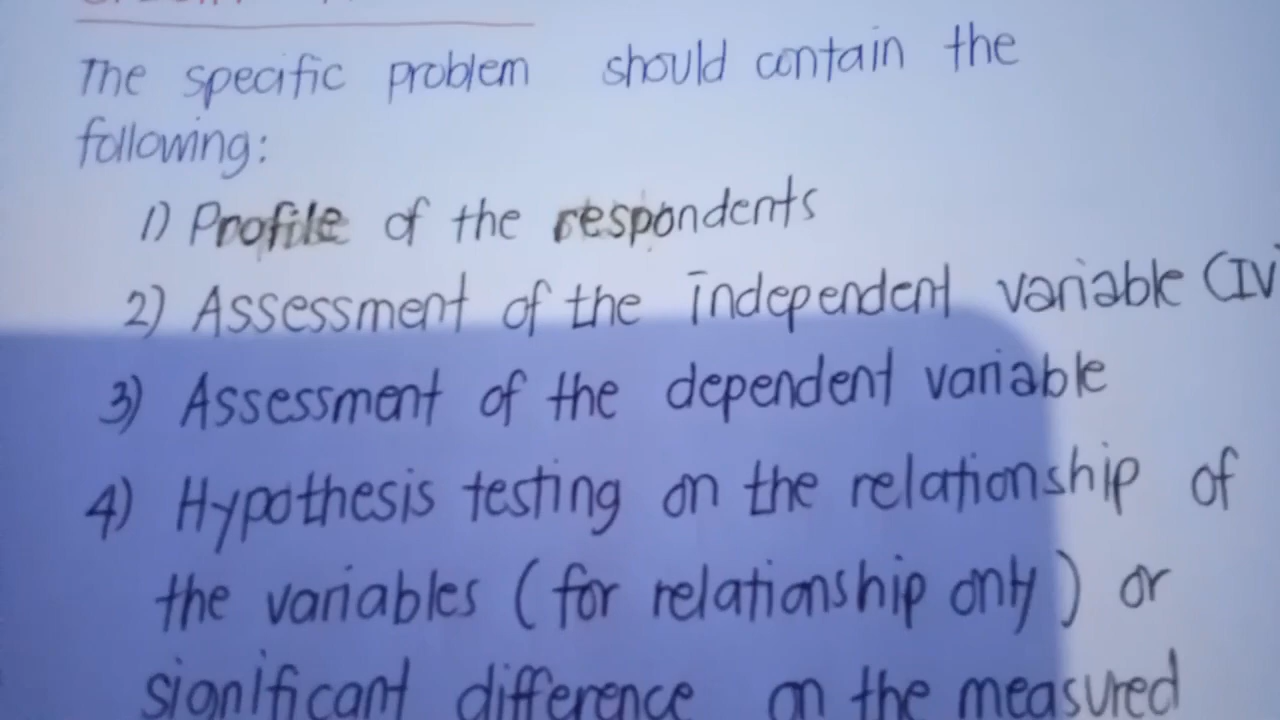 The specific problem should contain the
following:
1) Profile of the respondents
2) Assessment of the independent variable (IV
3) Assessment of the dependent variable
4) Hypothesis testing on the relationship of
the variables (for relationship only) or
significant difference on the measured